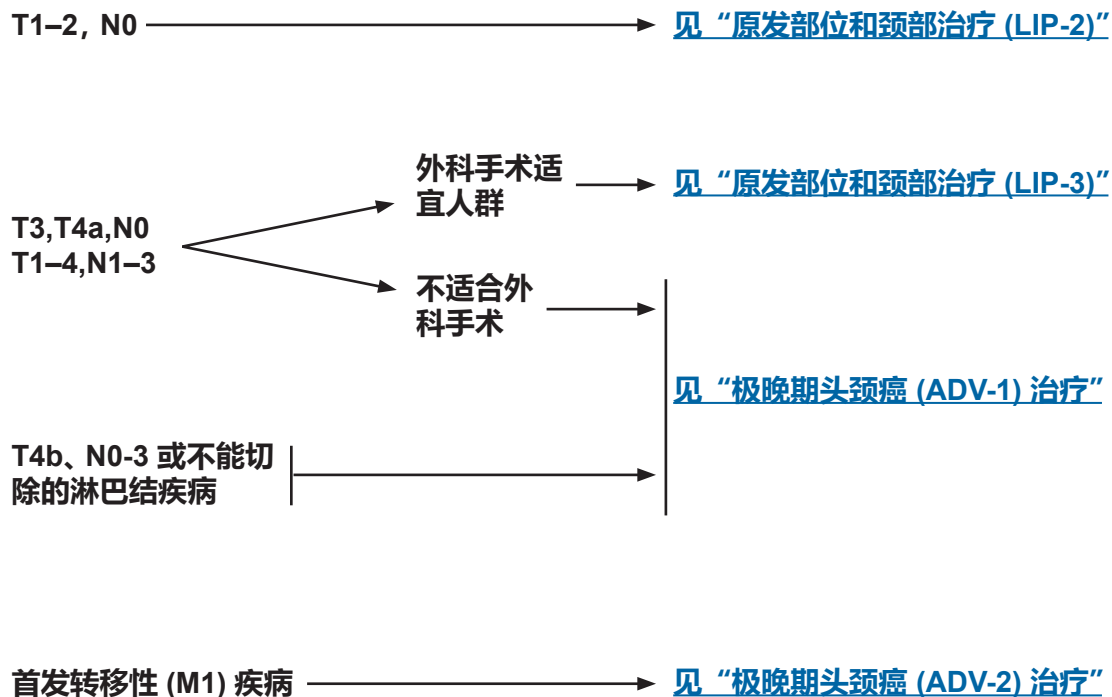 T1–2, N0
见“原发部位和颈部治疗 (LIP-2)”
外科手术适
宜人群
见“原发部位和颈部治疗 (LIP-3)”
T3,T4a,N0
T1–4,N1–3
不适合外
科手术
见“极晚期头颈癌 (ADV-1) 治疗”
T4b、N0-3 或不能切
除的淋巴结疾病
首发转移性 (M1) 疾病
见“极晚期头颈癌 (ADV-2) 治疗”